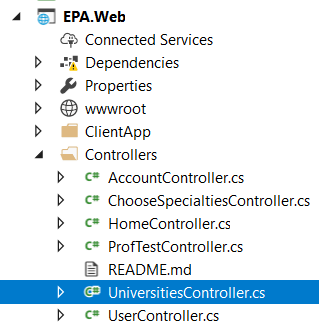 EPA.Web
Connected Services
Dependencies
Properties
wwwroot
ClientApp
Controllers
C# AccountController.cs
C# ChooseSpecialtiesController.cs
C# HomeController.cs
C# ProfTestController.cs
README.md
C# UniversitiesController.cs
C# UserController.cs